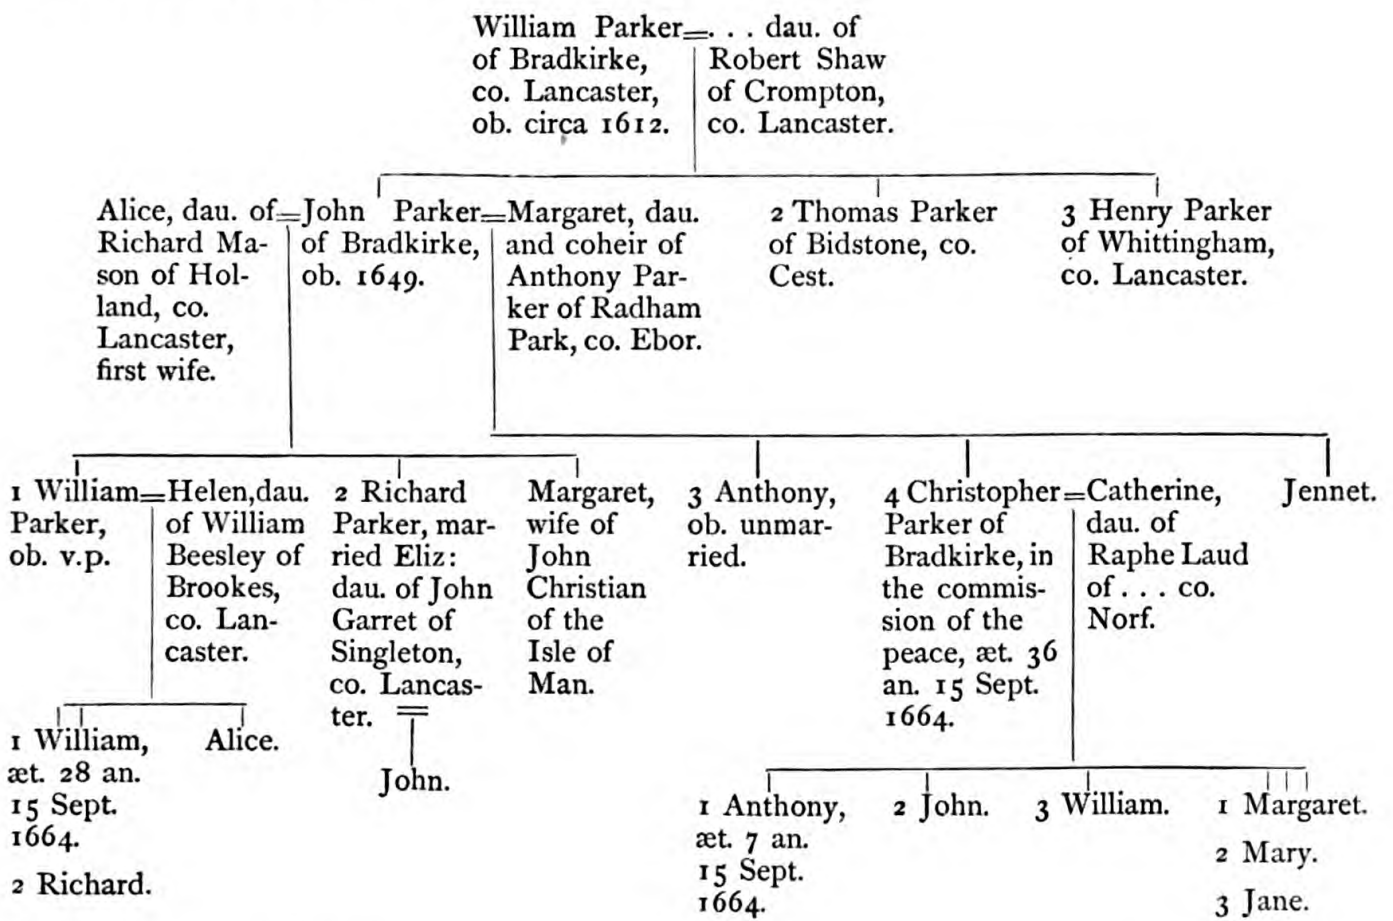 William Parker=. . . dau. of
of Bradkirke,
co. Lancaster,
ob. circa 1612.
Robert Shaw
of Crompton,
co. Lancaster.
Alice, dau. of=John Parker=Margaret, dau.
Richard Ma-
son of Hol-
land, co.
Lancaster,
first wife.
of Bradkirke,
ob. 1649.
and coheir of
Anthony Par-
ker of Radham
Park, co. Ebor.
2 Thomas Parker
of Bidstone, co.
Cest.
3 Henry Parker
of Whittingham,
co. Lancaster.
1 William=Helen, dau.
Parker,
ob. v.p.
of William
Beesley of
Brookes,
co. Lan-
caster.
2 Richard
Parker, mar-
ried Eliz:
dau. of John
Garret of
Singleton,
co. Lancas-
ter. =
Margaret,
wife of
John
Christian
of the
Isle of
Man.
3 Anthony,
ob. unmar-
ried.
4 Christopher=Catherine,
Parker of
Bradkirke, in
the commis-
sion of the
peace, æt. 36
an. 15 Sept.
1664.
dau. of
Raphe Laud
of . . . co.
Norf.
Jennet.
1 William,
æt. 28 an.
15 Sept.
1664.
2 Richard.
Alice.
John.
1 Anthony,
æt. 7 an.
15 Sept.
1664.
2 John.
3 William.
1 Margaret.
2 Mary.
3 Jane.